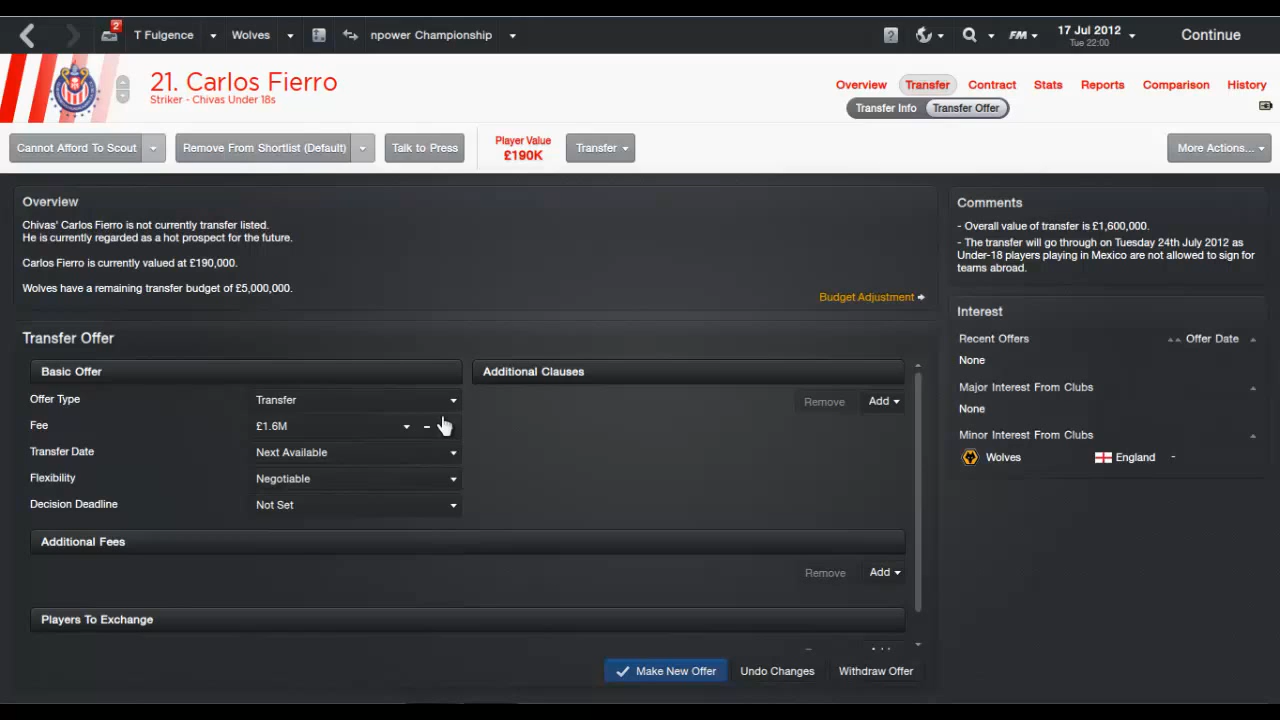 2
T Fulgence
Wolves
npower Championship
?
FM
17 Jul 2012
Tue 22:00
Continue
21. Carlos Fierro
Striker - Chivas Under 18s
Overview
Transfer
Contract
Stats
Reports
Comparison
History
Transfer Info
Transfer Offer
Cannot Afford To Scout
Remove From Shortlist (Default)
Talk to Press
Player Value
£190K
Transfer
More Actions...
Overview
Chivas' Carlos Fierro is not currently transfer listed.
He is currently regarded as a hot prospect for the future.
Carlos Fierro is currently valued at £190,000.
Wolves have a remaining transfer budget of £5,000,000.
Budget Adjustment
Comments
- Overall value of transfer is £1,600,000.
- The transfer will go through on Tuesday 24th July 2012 as
Under-18 players playing in Mexico are not allowed to sign for
teams abroad.
Interest
Recent Offers
Offer Date
None
Major Interest From Clubs
None
Minor Interest From Clubs
Wolves
England
-
Transfer Offer
Basic Offer
Offer Type
Transfer
Fee
£1.6M
-
Transfer Date
Next Available
Flexibility
Negotiable
Decision Deadline
Not Set
Additional Clauses
Remove
Add
Additional Fees
Remove
Add
Players To Exchange
Make New Offer
Undo Changes
Withdraw Offer